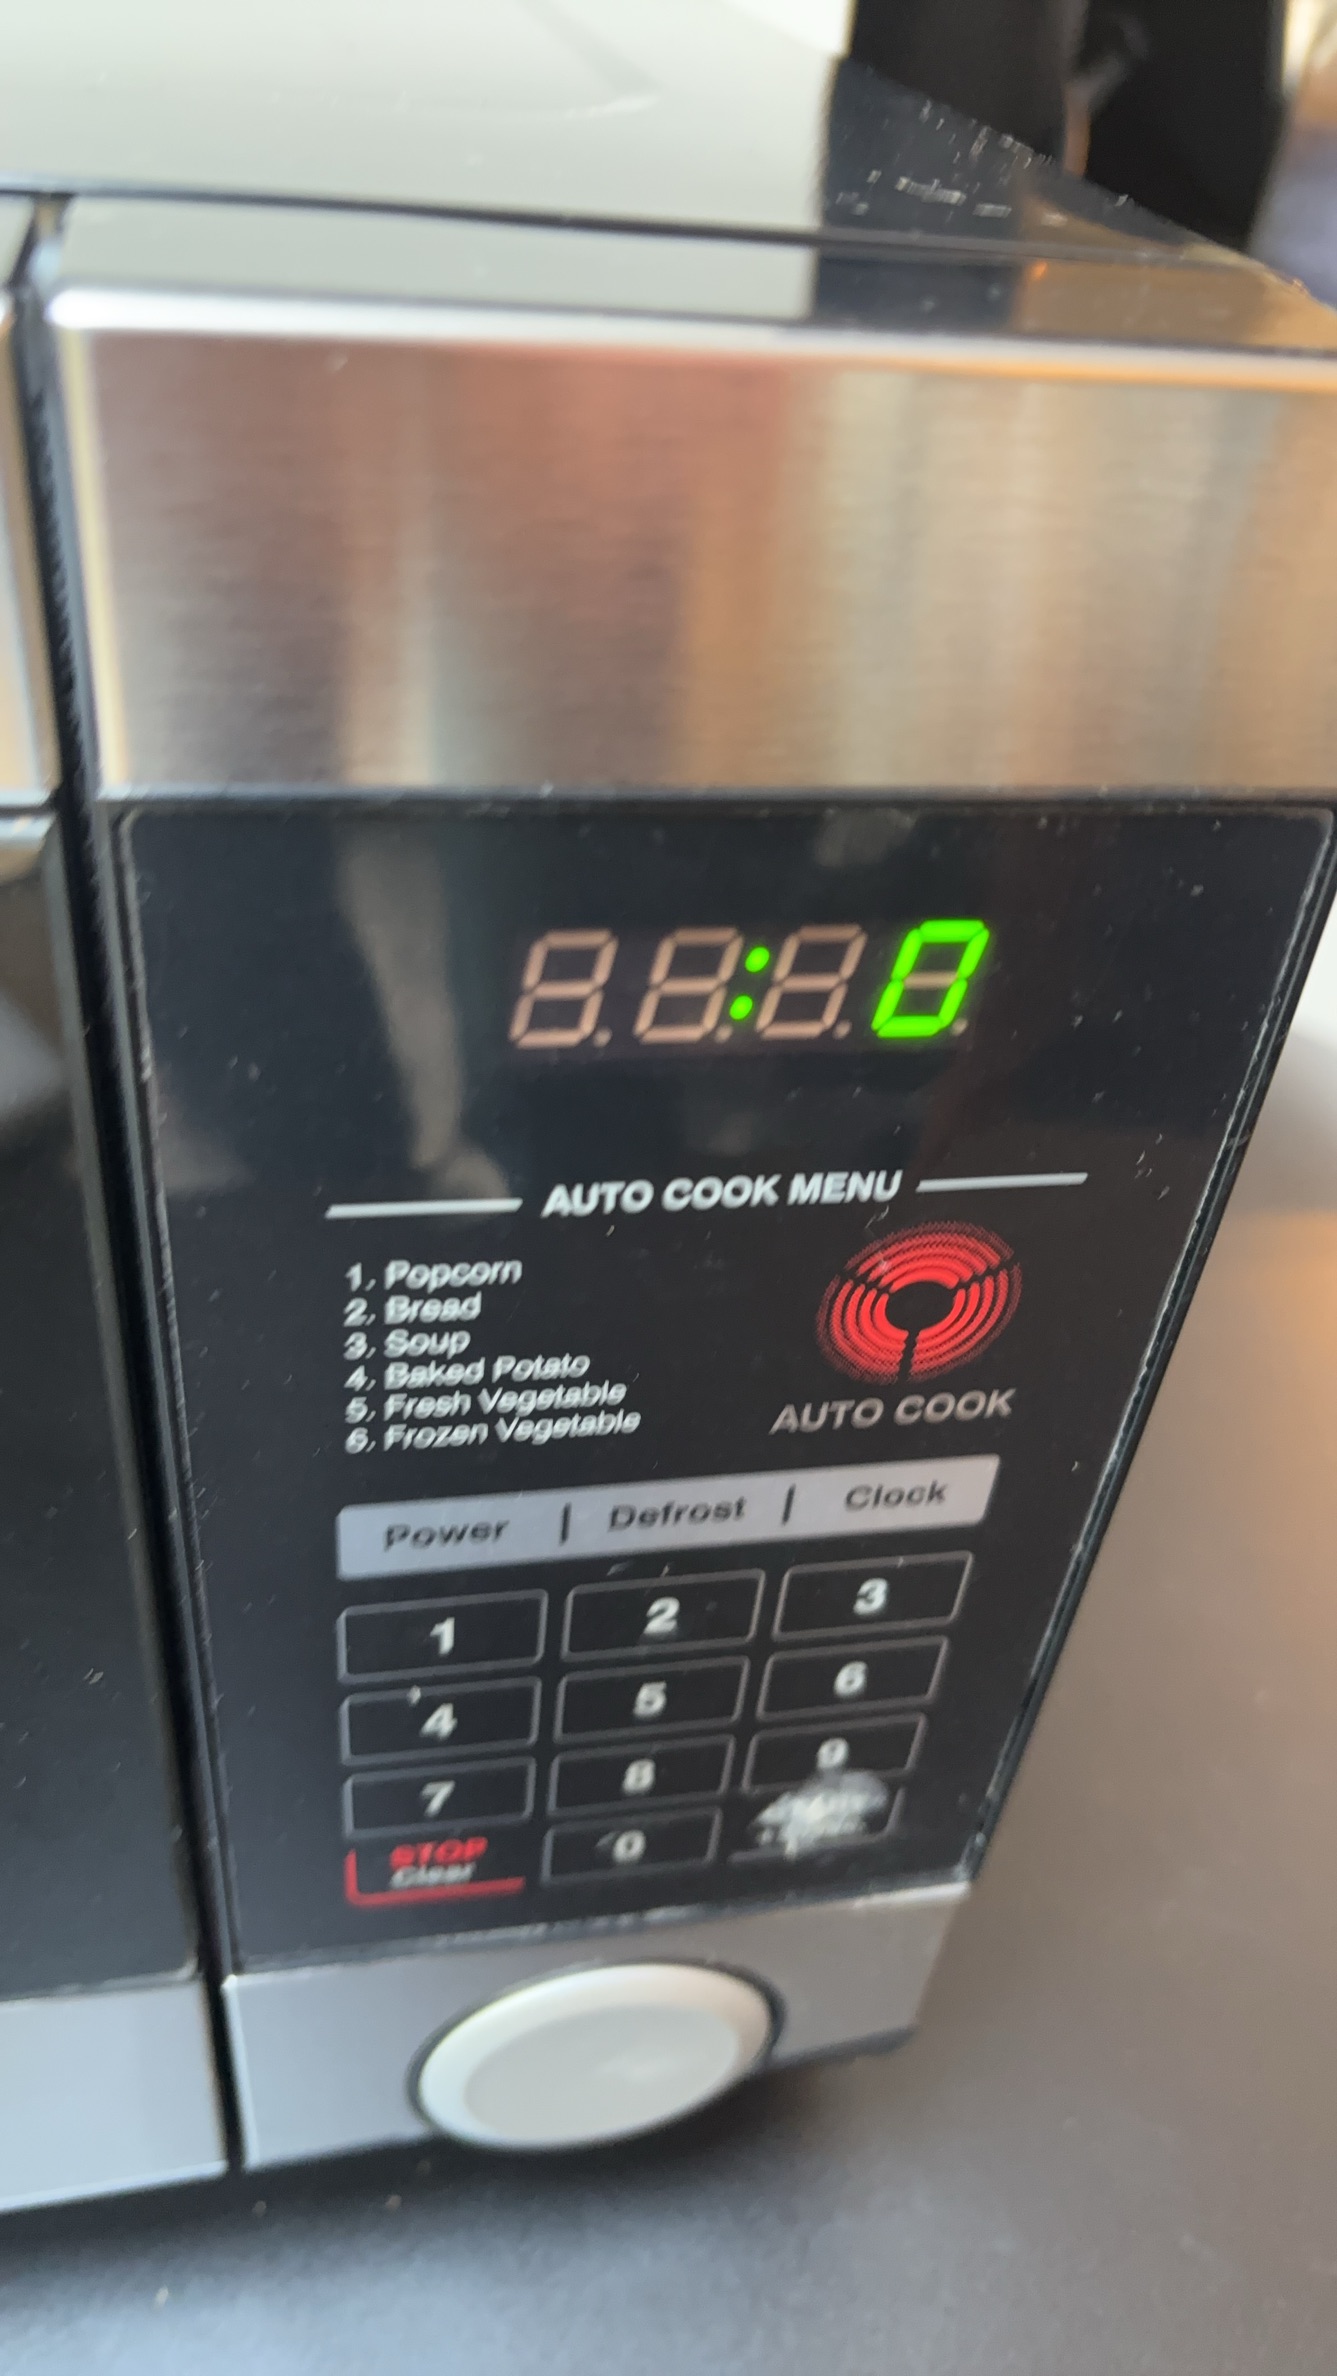 :0
AUTO COOK MENU
1. Popcorn
2. Bread
3. Soup
4. Baked Potato
5. Fresh Vegetable
6. Frozen Vegetable
AUTO COOK
Power | Defrost | Clock
1 2 3
4 5 6
7 8 9
STOP 0
Clear